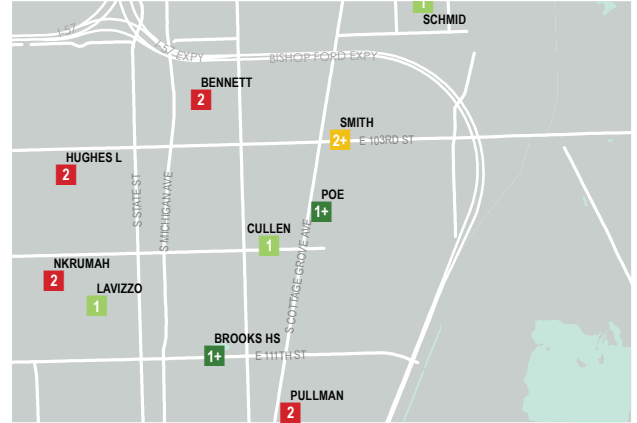 1
SCHMID
I-57
I-57 EXPY
BISHOP FORD EXPY
BENNETT
2
SMITH
2+
E 103RD ST
HUGHES L
2
S STATE ST
S MICHIGAN AVE
POE
1+
CULLEN
1
S COTTAGE GROVE AVE
NKRUMAH
2
LAVIZZO
1
BROOKS HS
1+
E 111TH ST
PULLMAN
2